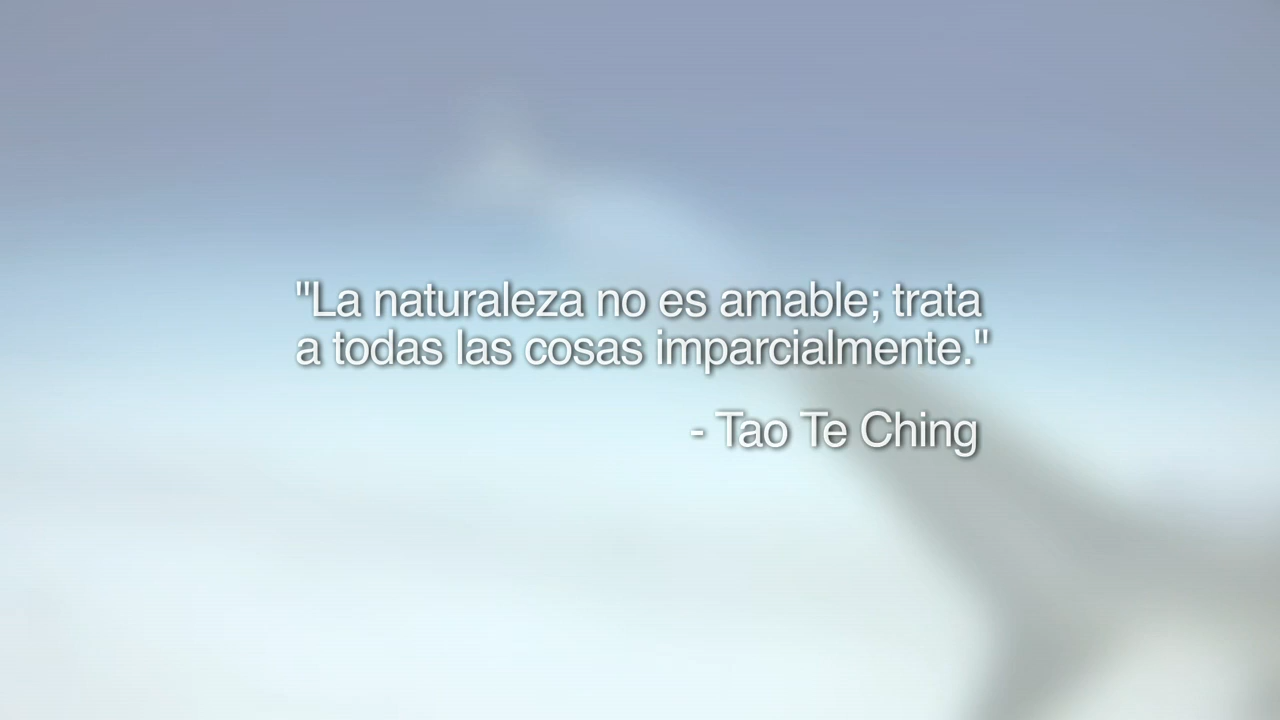 "La naturaleza no es amable; trata
a todas las cosas imparcialmente."
- Tao Te Ching